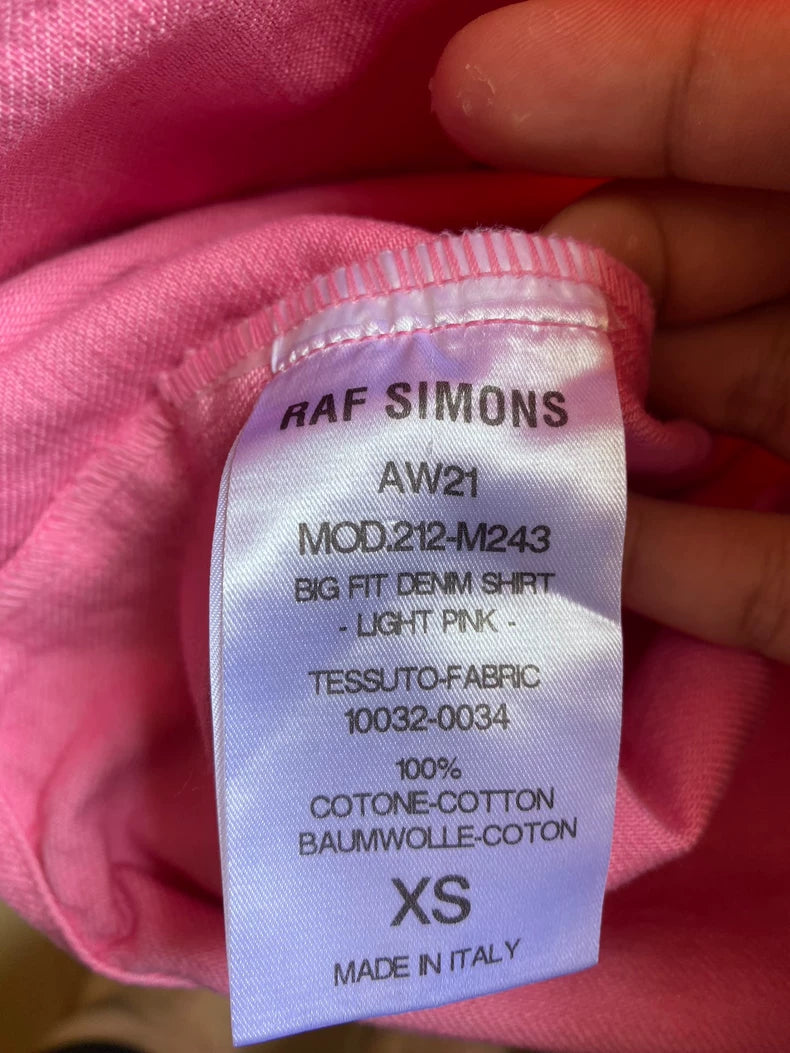 RAF SIMONS
AW21
MOD.212-M243
BIG FIT DENIM SHIRT
- LIGHT PINK -
TESSUTO-FABRIC
10032-0034
100%
COTONE-COTTON
BAUMWOLLE-COTON
XS
MADE IN ITALY